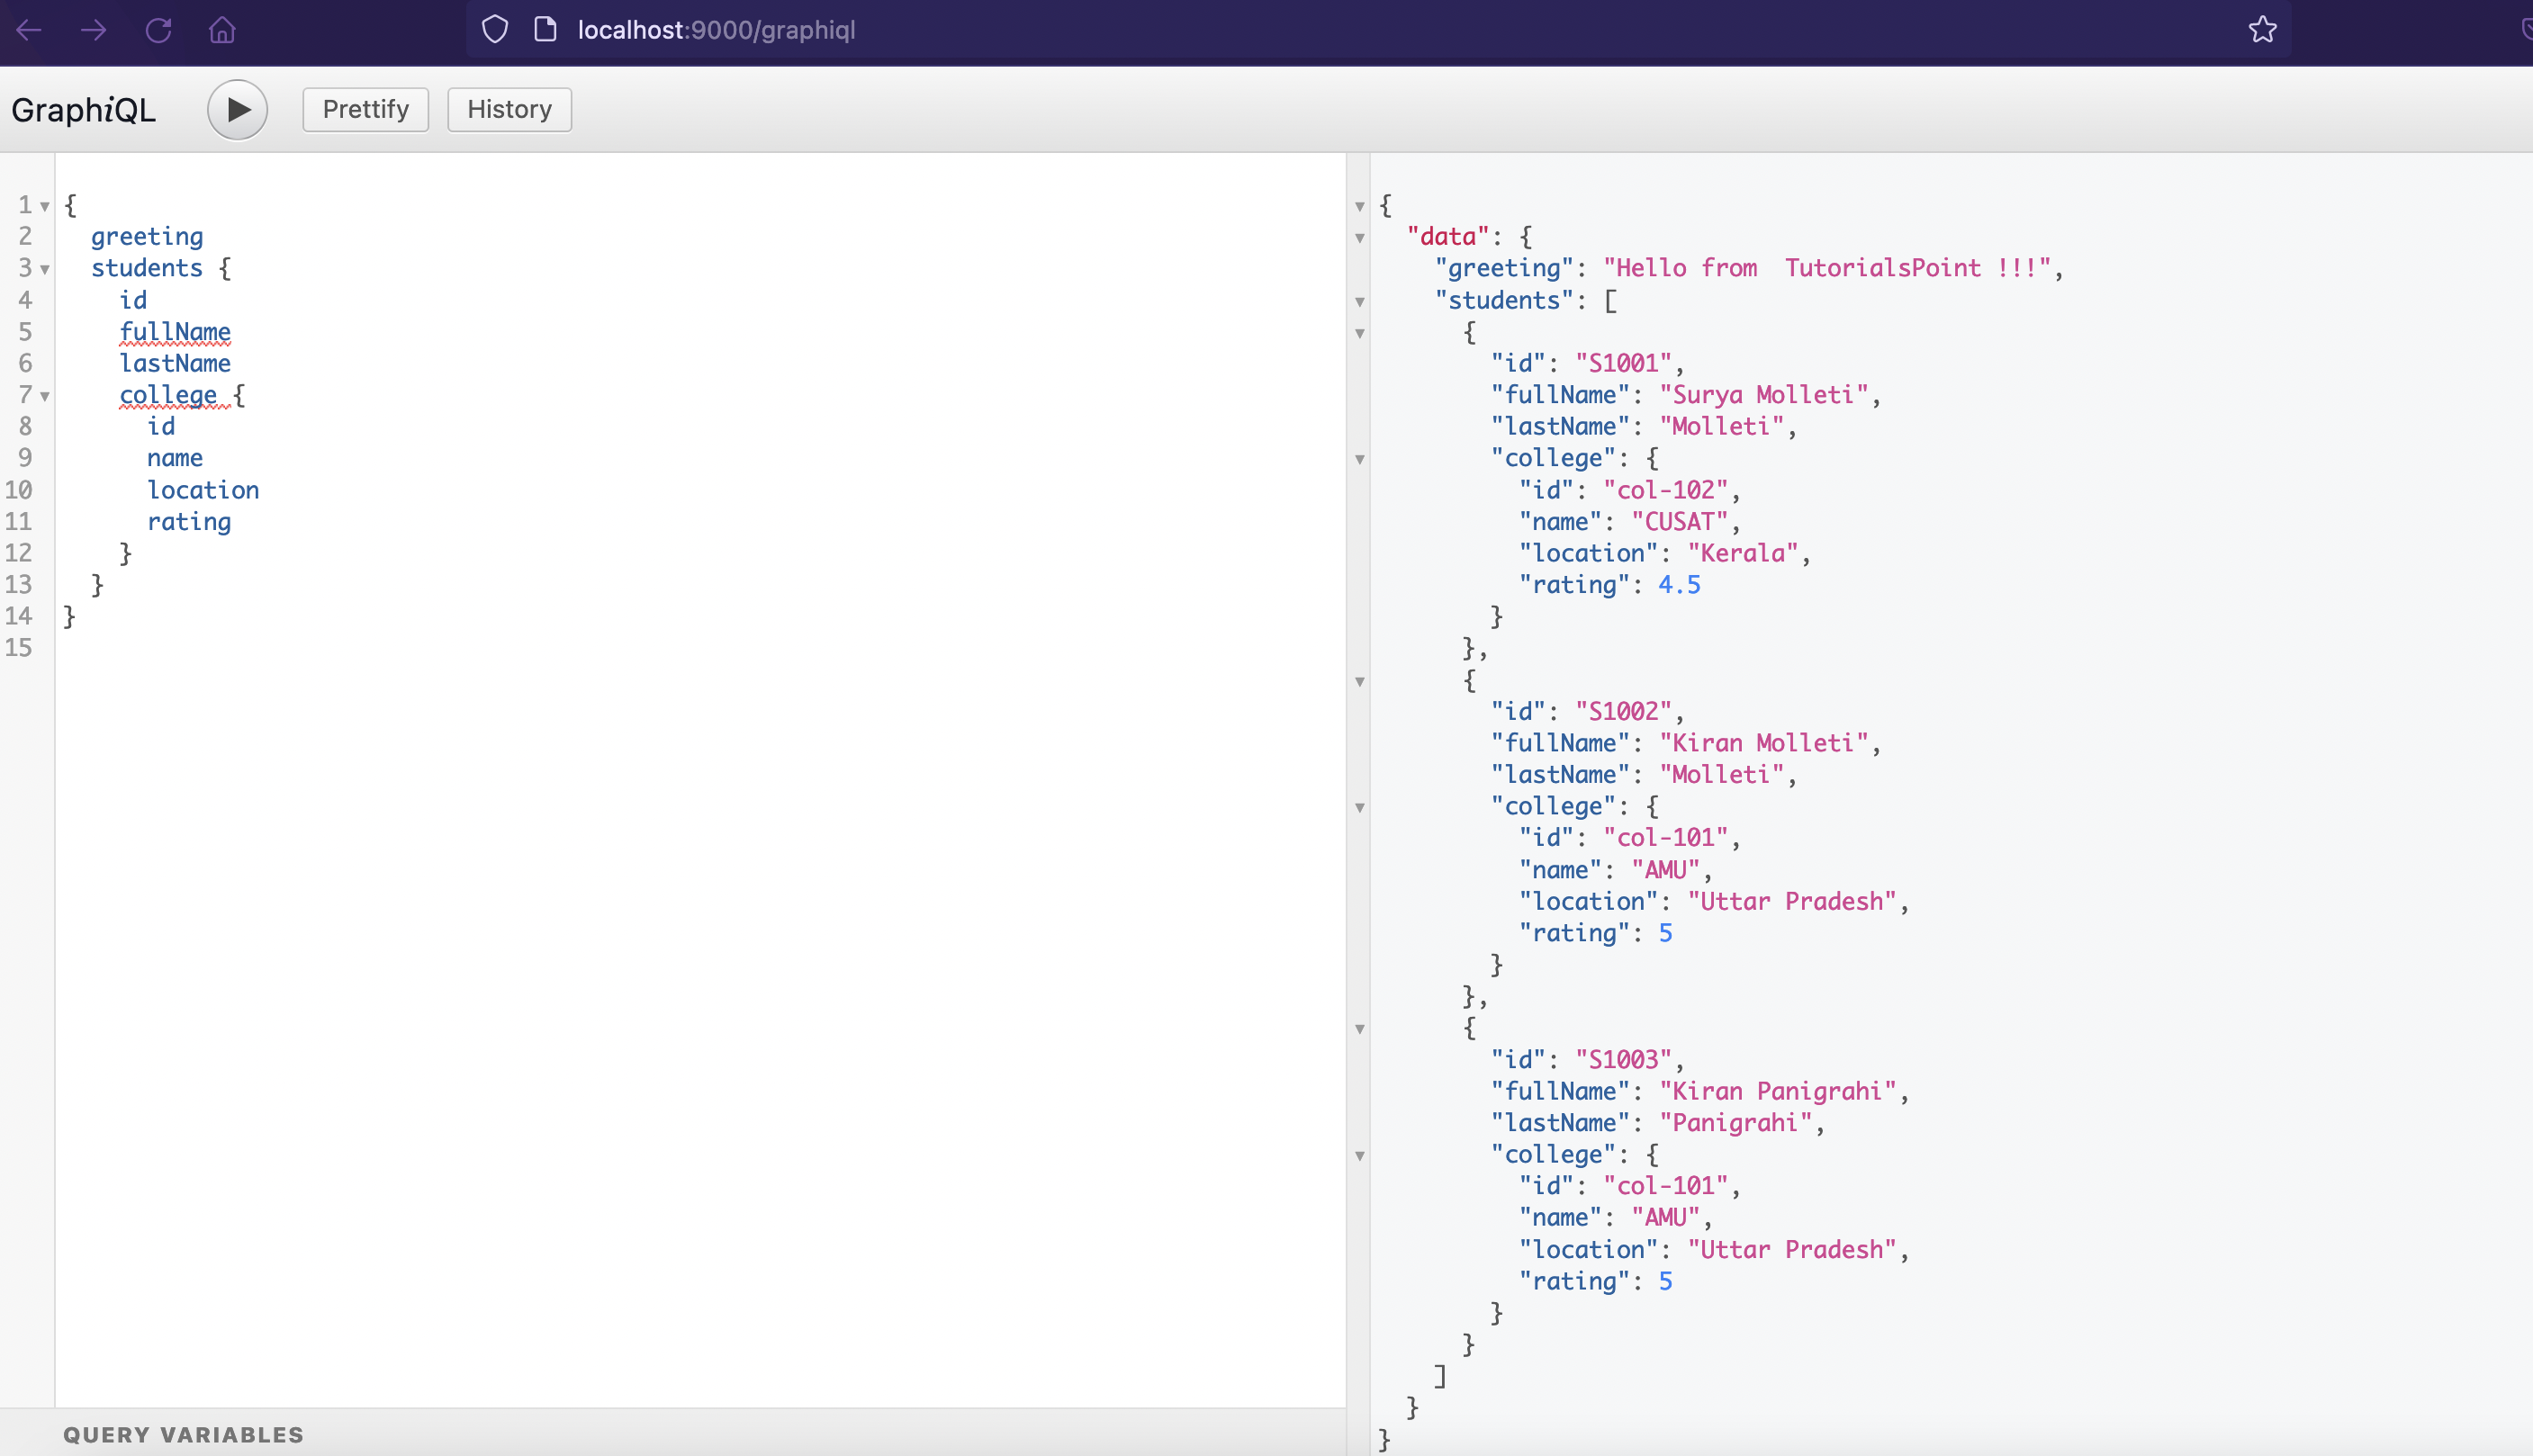 localhost:9000/graphiql
GraphiQL Prettify History
1 {
2   greeting
3   students {
4     id
5     fullName
6     lastName
7     college {
8       id
9       name
10       location
11       rating
12     }
13   }
14 }
15
{
  "data": {
    "greeting": "Hello from  TutorialsPoint !!!",
    "students": [
      {
        "id": "S1001",
        "fullName": "Surya Molleti",
        "lastName": "Molleti",
        "college": {
          "id": "col-102",
          "name": "CUSAT",
          "location": "Kerala",
          "rating": 4.5
        }
      },
      {
        "id": "S1002",
        "fullName": "Kiran Molleti",
        "lastName": "Molleti",
        "college": {
          "id": "col-101",
          "name": "AMU",
          "location": "Uttar Pradesh",
          "rating": 5
        }
      },
      {
        "id": "S1003",
        "fullName": "Kiran Panigrahi",
        "lastName": "Panigrahi",
        "college": {
          "id": "col-101",
          "name": "AMU",
          "location": "Uttar Pradesh",
          "rating": 5
        }
      }
    ]
  }
}
QUERY VARIABLES